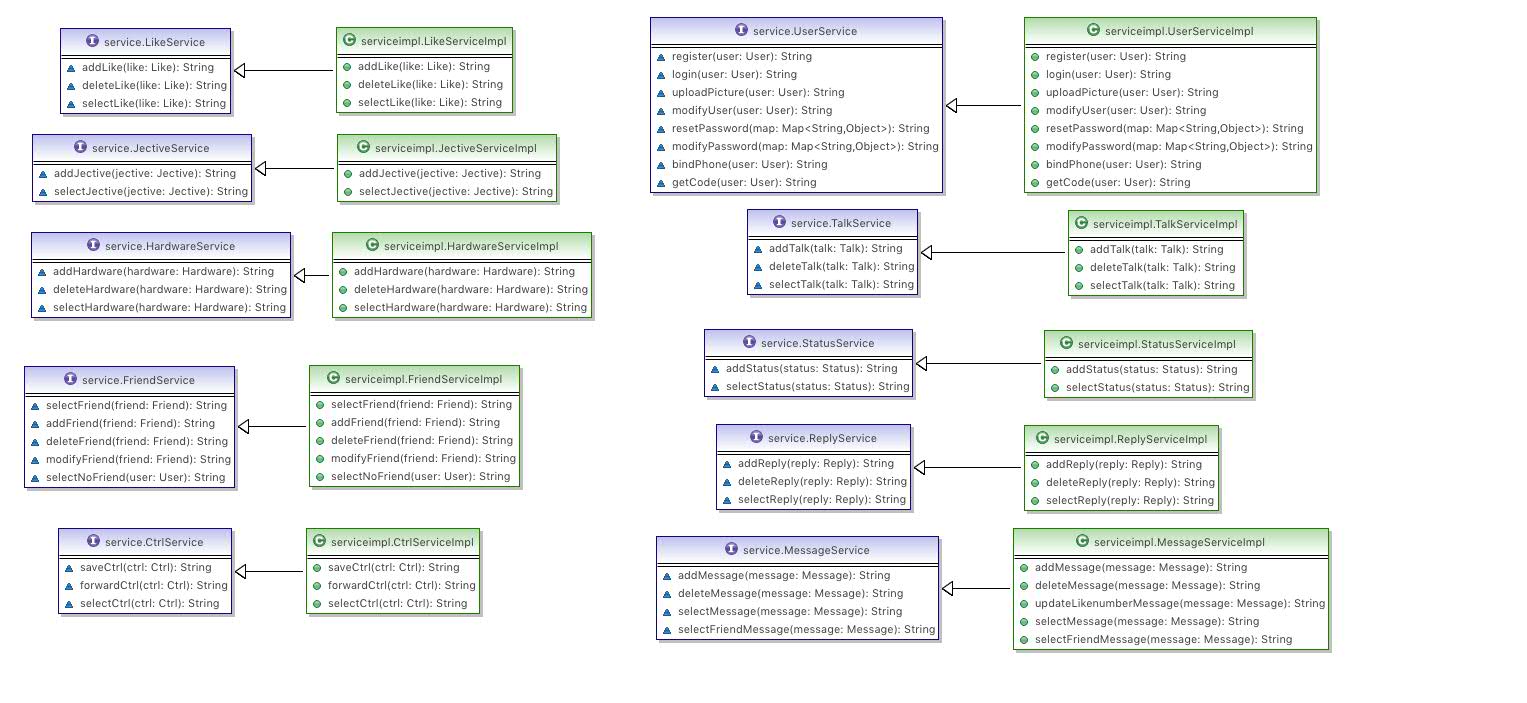 I service.LikeService
addLike(like: Like): String
deleteLike(like: Like): String
selectLike(like: Like): String
C serviceimpl.LikeServiceImpl
addLike(like: Like): String
deleteLike(like: Like): String
selectLike(like: Like): String
I service.JectiveService
addJective(jective: Jective): String
selectJective(jective: Jective): String
C serviceimpl.JectiveServiceImpl
addJective(jective: Jective): String
selectJective(jective: Jective): String
I service.HardwareService
addHardware(hardware: Hardware): String
deleteHardware(hardware: Hardware): String
selectHardware(hardware: Hardware): String
C serviceimpl.HardwareServiceImpl
addHardware(hardware: Hardware): String
deleteHardware(hardware: Hardware): String
selectHardware(hardware: Hardware): String
I service.FriendService
selectFriend(friend: Friend): String
addFriend(friend: Friend): String
deleteFriend(friend: Friend): String
modifyFriend(friend: Friend): String
selectNoFriend(user: User): String
C serviceimpl.FriendServiceImpl
selectFriend(friend: Friend): String
addFriend(friend: Friend): String
deleteFriend(friend: Friend): String
modifyFriend(friend: Friend): String
selectNoFriend(user: User): String
I service.CtrlService
saveCtrl(ctrl: Ctrl): String
forwardCtrl(ctrl: Ctrl): String
selectCtrl(ctrl: Ctrl): String
C serviceimpl.CtrlServiceImpl
saveCtrl(ctrl: Ctrl): String
forwardCtrl(ctrl: Ctrl): String
selectCtrl(ctrl: Ctrl): String
I service.UserService
register(user: User): String
login(user: User): String
uploadPicture(user: User): String
modifyUser(user: User): String
resetPassword(map: Map<String,Object>): String
modifyPassword(map: Map<String,Object>): String
bindPhone(user: User): String
getCode(user: User): String
C serviceimpl.UserServiceImpl
register(user: User): String
login(user: User): String
uploadPicture(user: User): String
modifyUser(user: User): String
resetPassword(map: Map<String,Object>): String
modifyPassword(map: Map<String,Object>): String
bindPhone(user: User): String
getCode(user: User): String
I service.TalkService
addTalk(talk: Talk): String
deleteTalk(talk: Talk): String
selectTalk(talk: Talk): String
C serviceimpl.TalkServiceImpl
addTalk(talk: Talk): String
deleteTalk(talk: Talk): String
selectTalk(talk: Talk): String
I service.StatusService
addStatus(status: Status): String
selectStatus(status: Status): String
C serviceimpl.StatusServiceImpl
addStatus(status: Status): String
selectStatus(status: Status): String
I service.ReplyService
addReply(reply: Reply): String
deleteReply(reply: Reply): String
selectReply(reply: Reply): String
C serviceimpl.ReplyServiceImpl
addReply(reply: Reply): String
deleteReply(reply: Reply): String
selectReply(reply: Reply): String
I service.MessageService
addMessage(message: Message): String
deleteMessage(message: Message): String
selectMessage(message: Message): String
selectFriendMessage(message: Message): String
C serviceimpl.MessageServiceImpl
addMessage(message: Message): String
deleteMessage(message: Message): String
updateLikenumberMessage(message: Message): String
selectMessage(message: Message): String
selectFriendMessage(message: Message): String